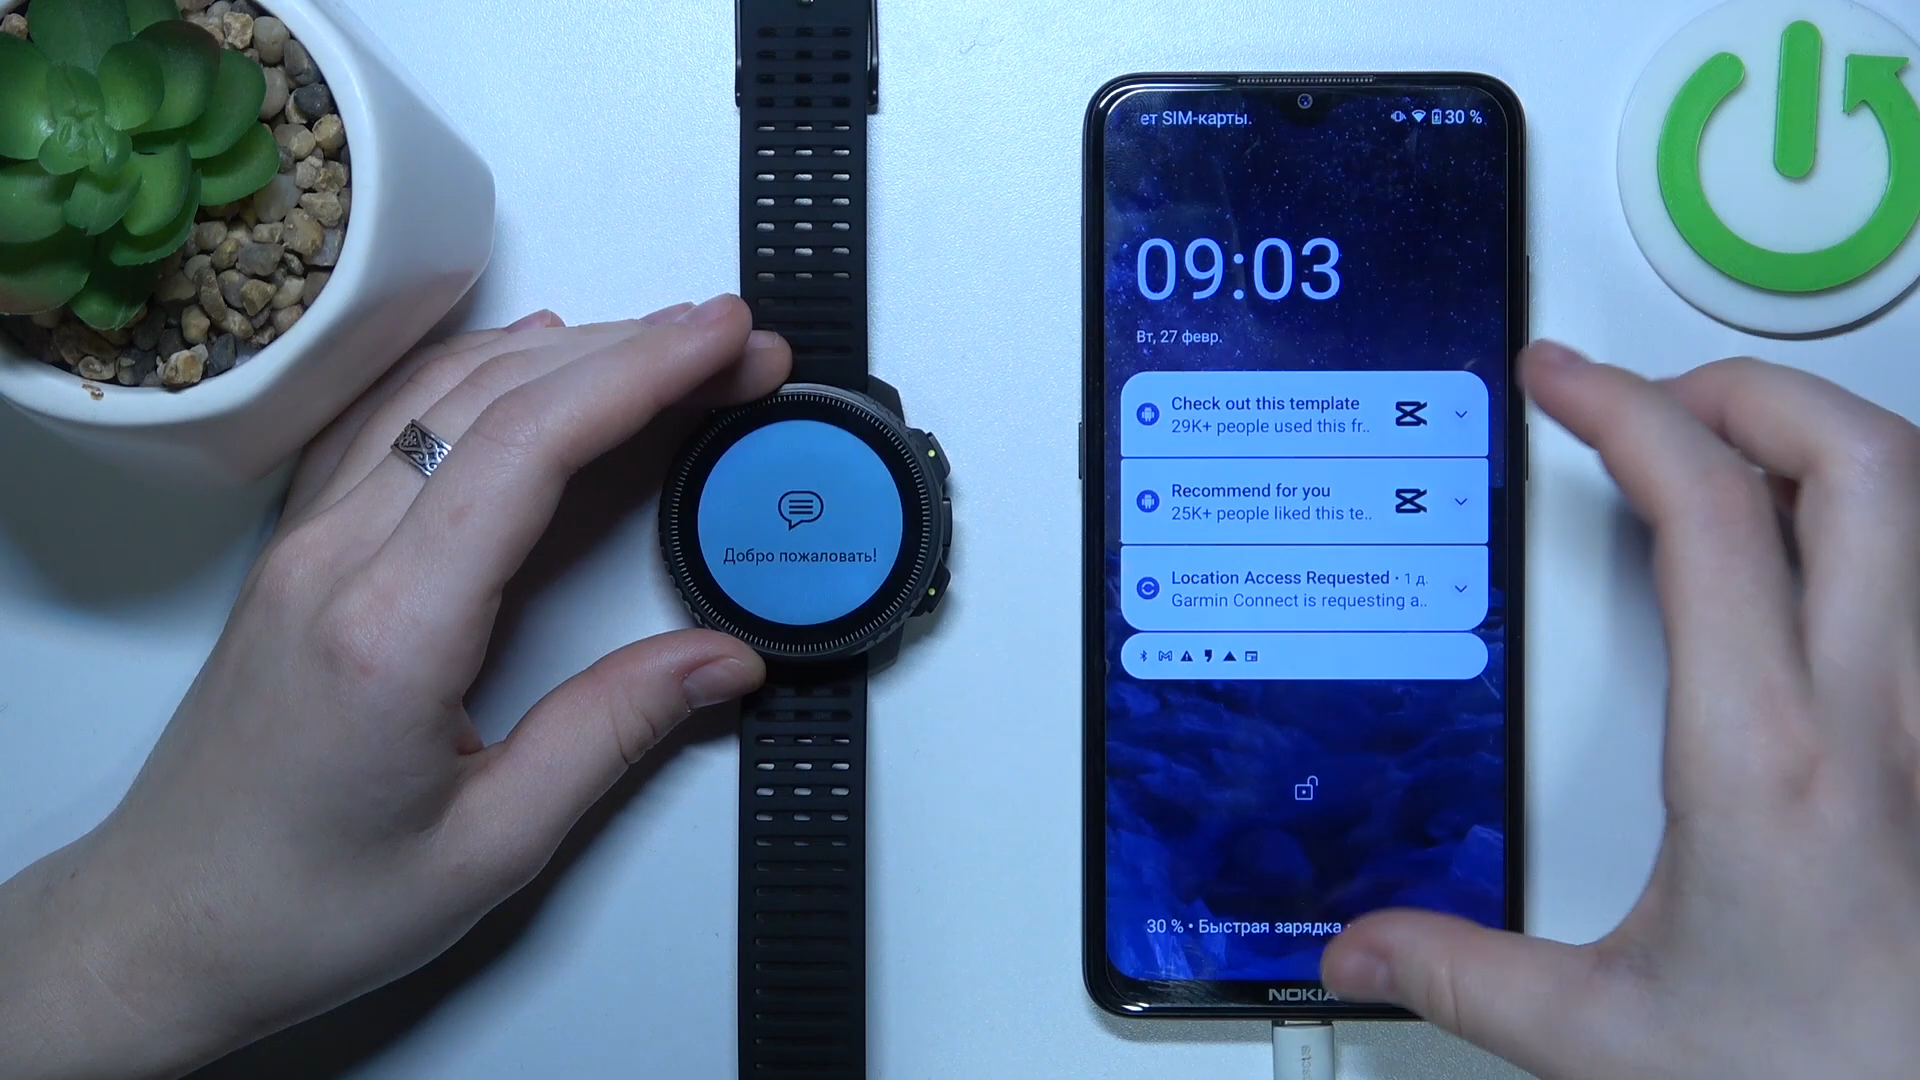 Добро пожаловать!
ет SIM-карты.
30 %
09:03
Вт, 27 февр.
Check out this template
29K+ people used this fr..
Recommend for you
25K+ people liked this te..
Location Access Requested • 1 д.
Garmin Connect is requesting a..
30 % • Быстрая зарядка
NOKIA